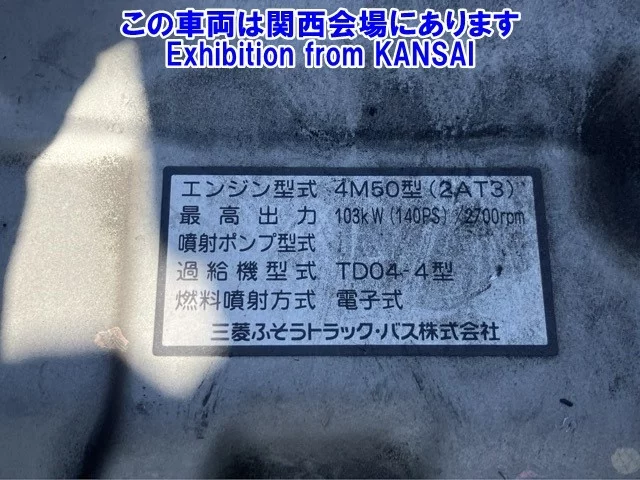 この車両は関西会場にあります
Exhibition from KANSAI
エンジン型式 4M50型(2AT3)
最高出力 103kW(140PS)/2700rpm
噴射ポンプ型式
過給機型式 TD04-4型
燃料噴射方式 電子式
三菱ふそうトラック・バス株式会社